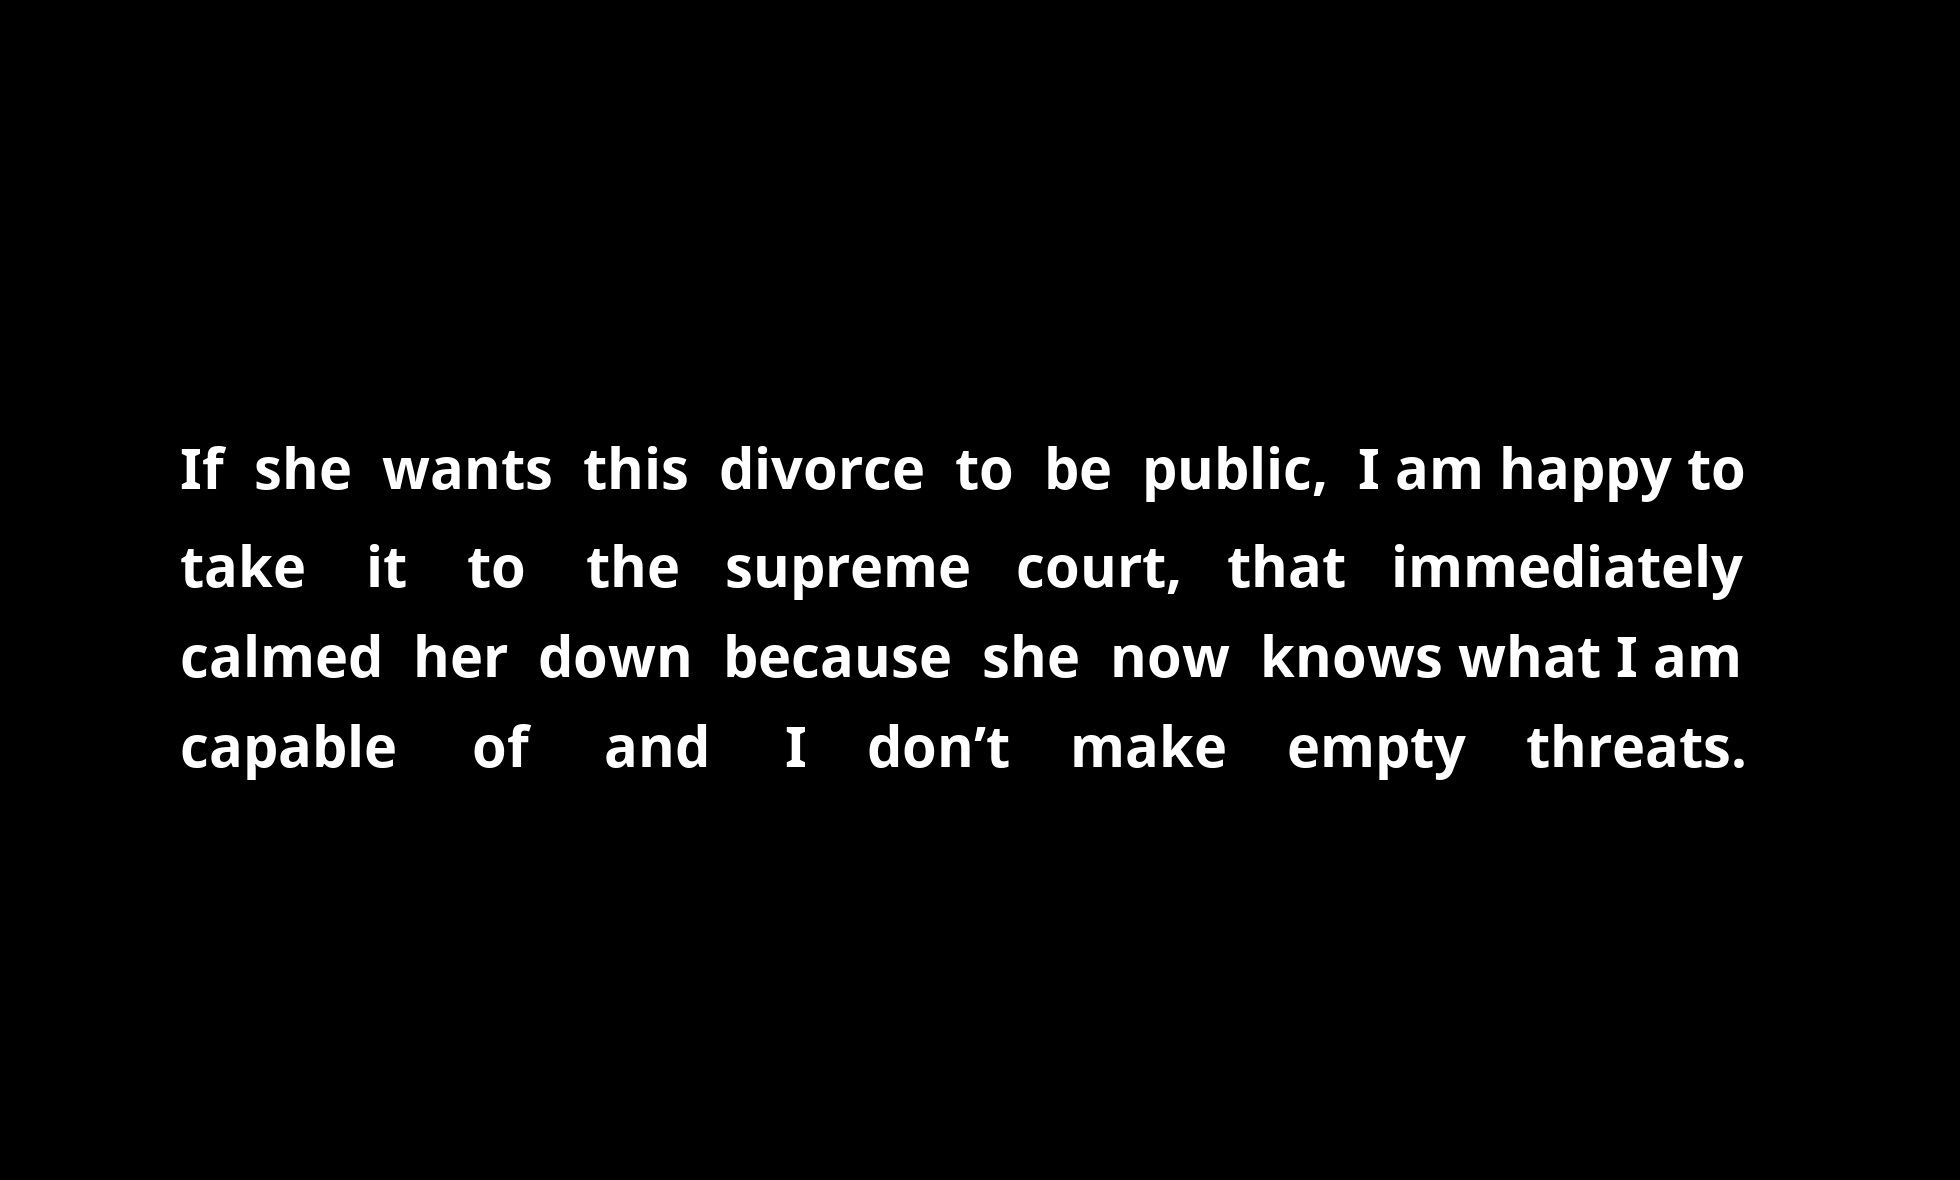 If she wants this divorce to be public, I am happy to
take it to the supreme court, that immediately
calmed her down because she now knows what I am
capable of and I don’t make empty threats.